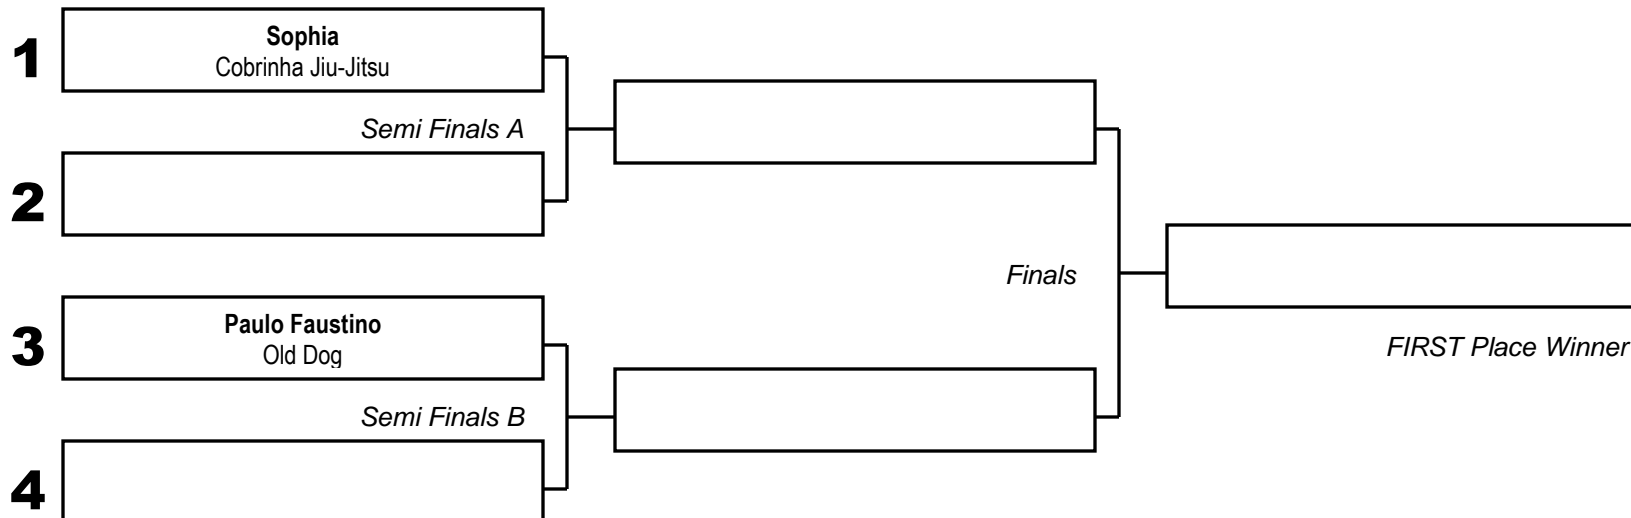 1
Sophia
Cobrinha Jiu-Jitsu
Semi Finals A
2
Finals
3
Paulo Faustino
Old Dog
FIRST Place Winner
Semi Finals B
4